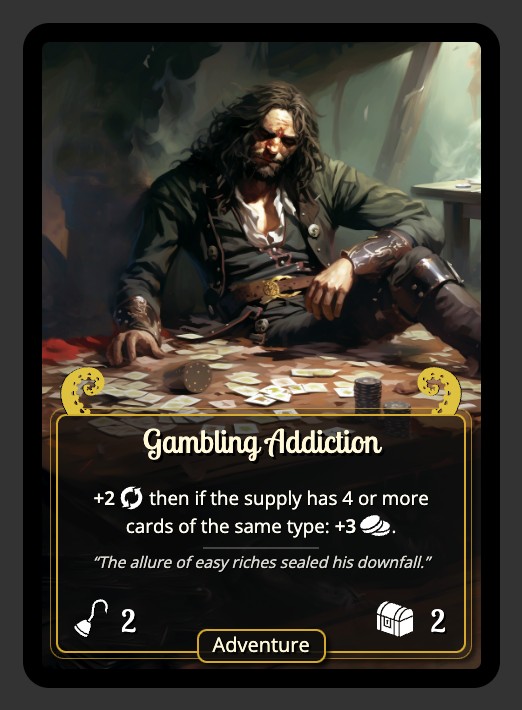 Gambling Addiction
+2 then if the supply has 4 or more
cards of the same type: +3 .
“The allure of easy riches sealed his downfall.”
2 2
Adventure